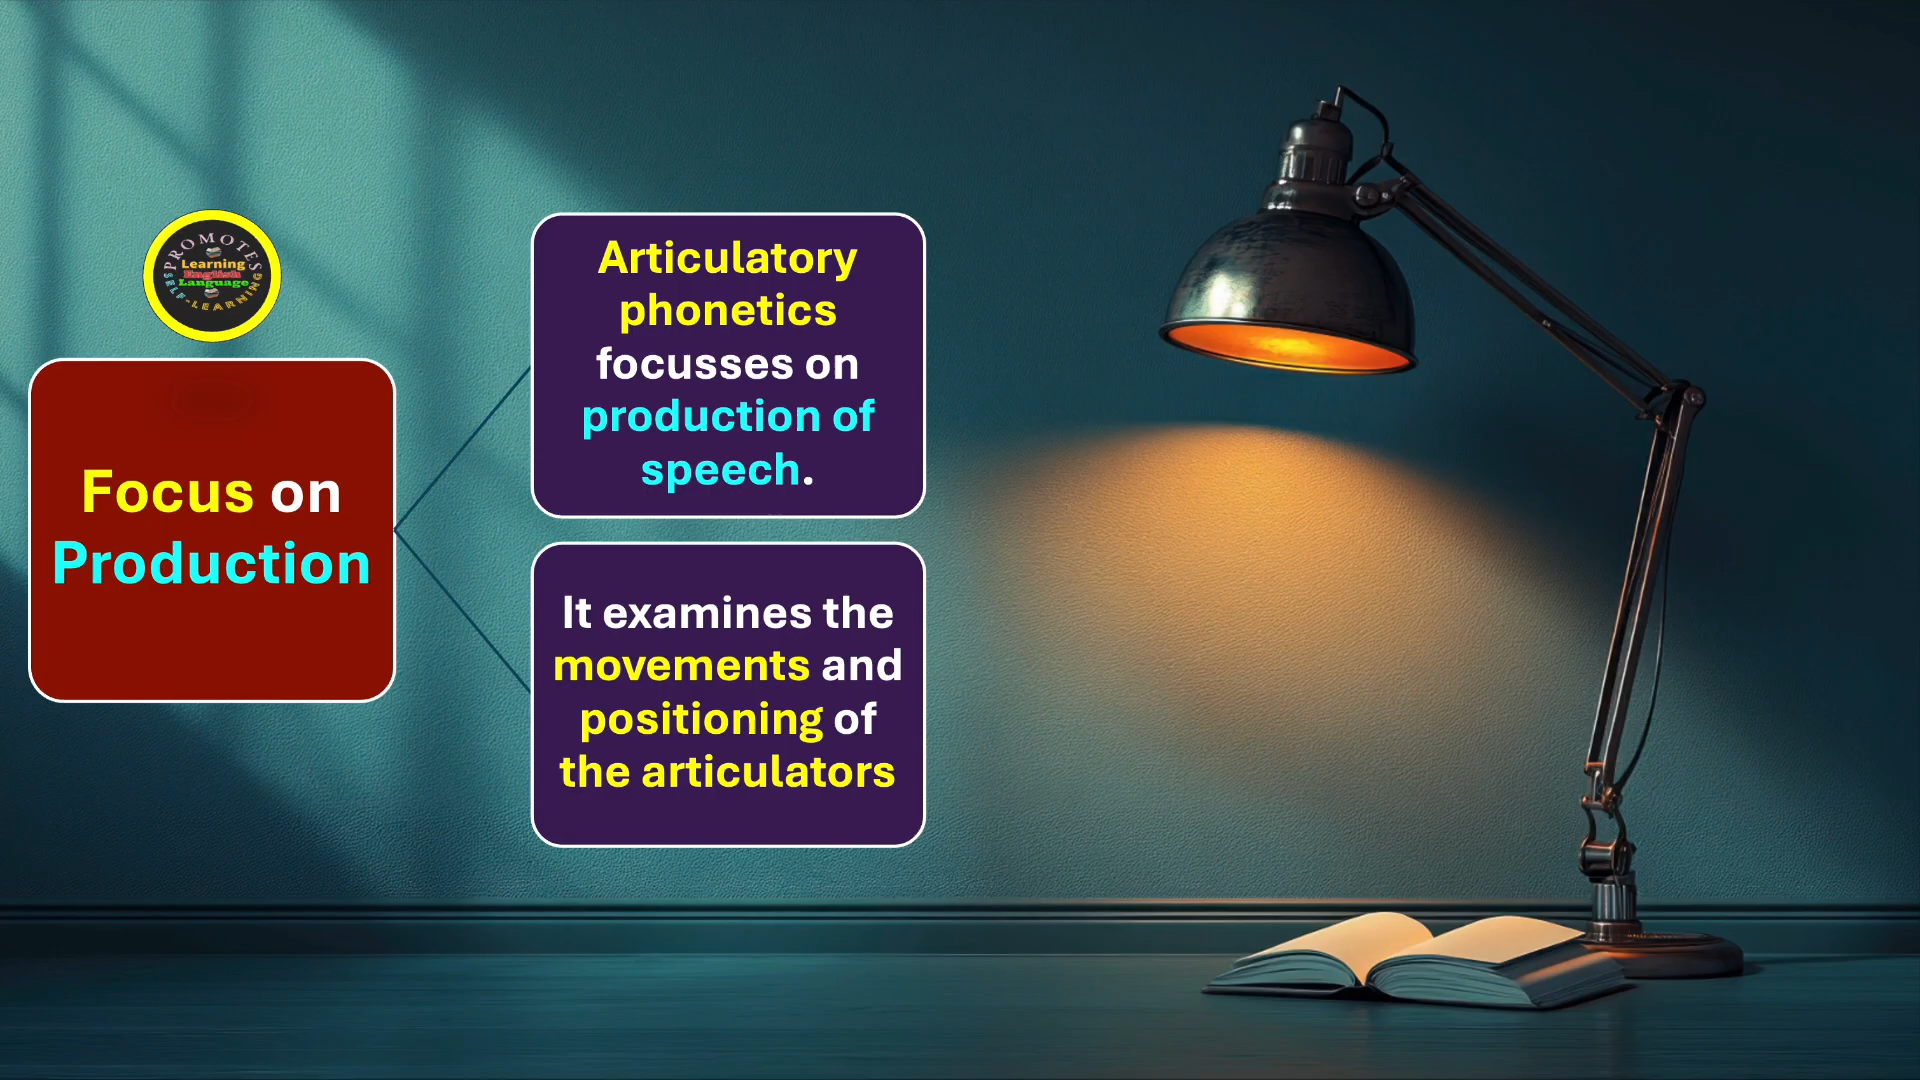 PROMOTES
Learning
English
Language
SELF-LEARNING
Focus on
Production
Articulatory
phonetics
focusses on
production of
speech.
It examines the
movements and
positioning of
the articulators